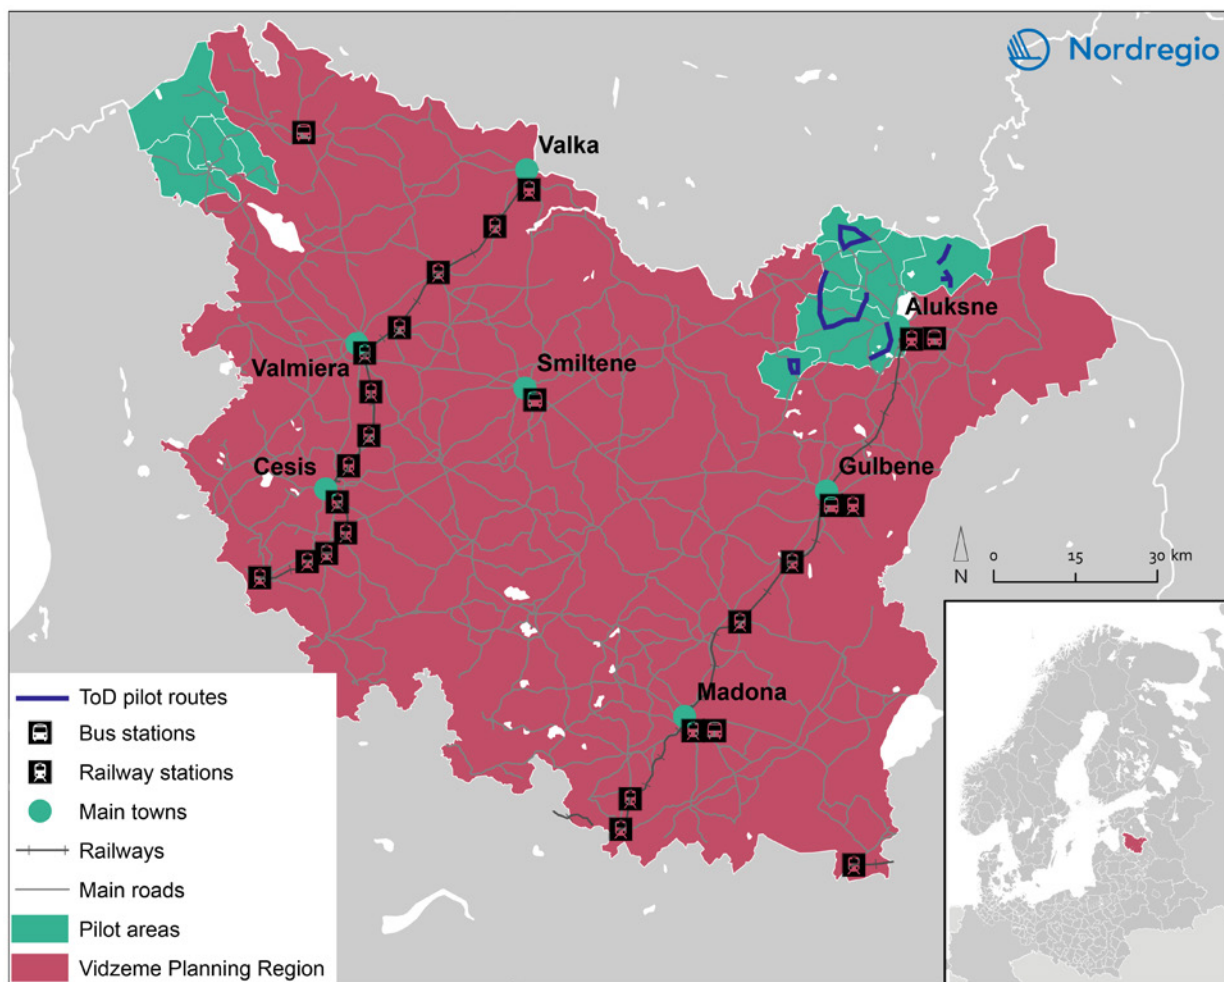 Nordregio
Valka
Aluksne
Valmiera
Smiltene
Cesis
Gulbene
N
0 15 30 km
Madona
ToD pilot routes
Bus stations
Railway stations
Main towns
Railways
Main roads
Pilot areas
Vidzeme Planning Region